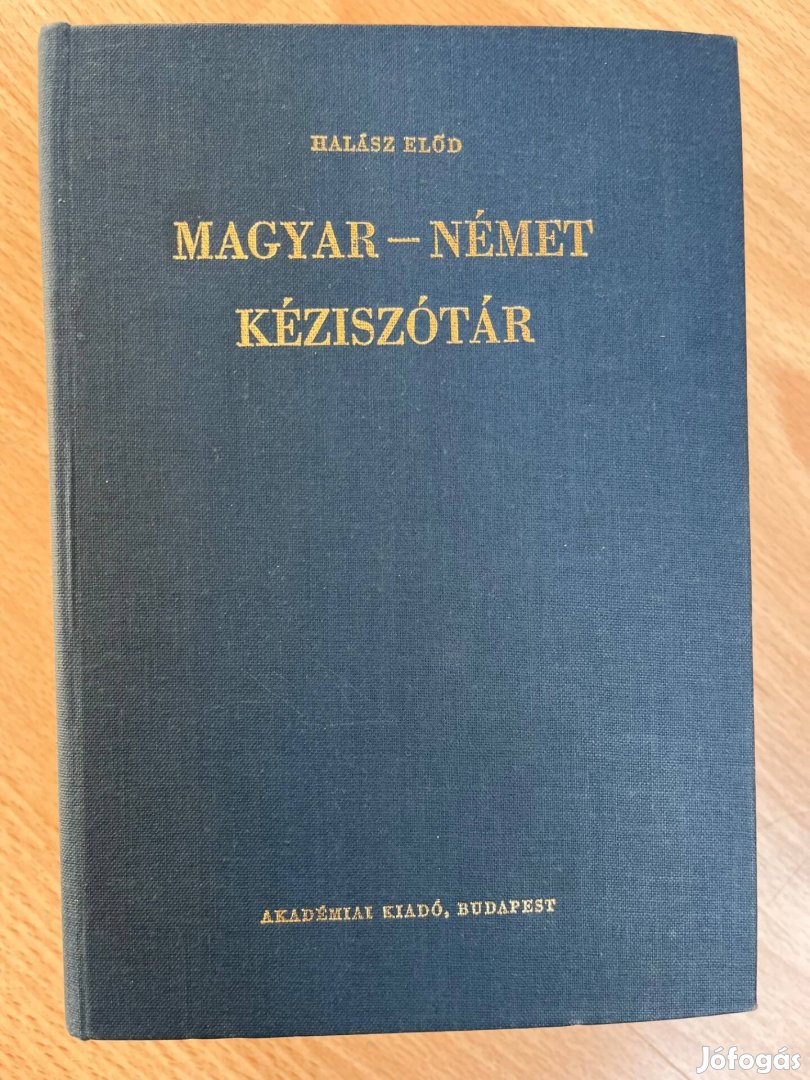 HALÁSZ ELŐD
MAGYAR – NÉMET
KÉZISZÓTÁR
AKADÉMIAI KIADÓ, BUDAPEST
Jófogás